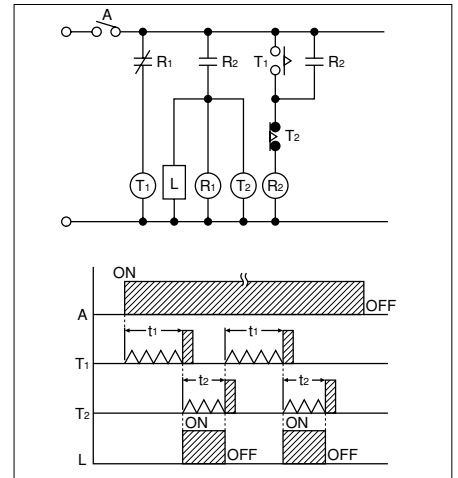 A
R1 R2 T1 R2
T2
T1 L R1 T2 R2
ON
A OFF
t1 t1
T1
t2 t2
T2
ON OFF ON OFF
L